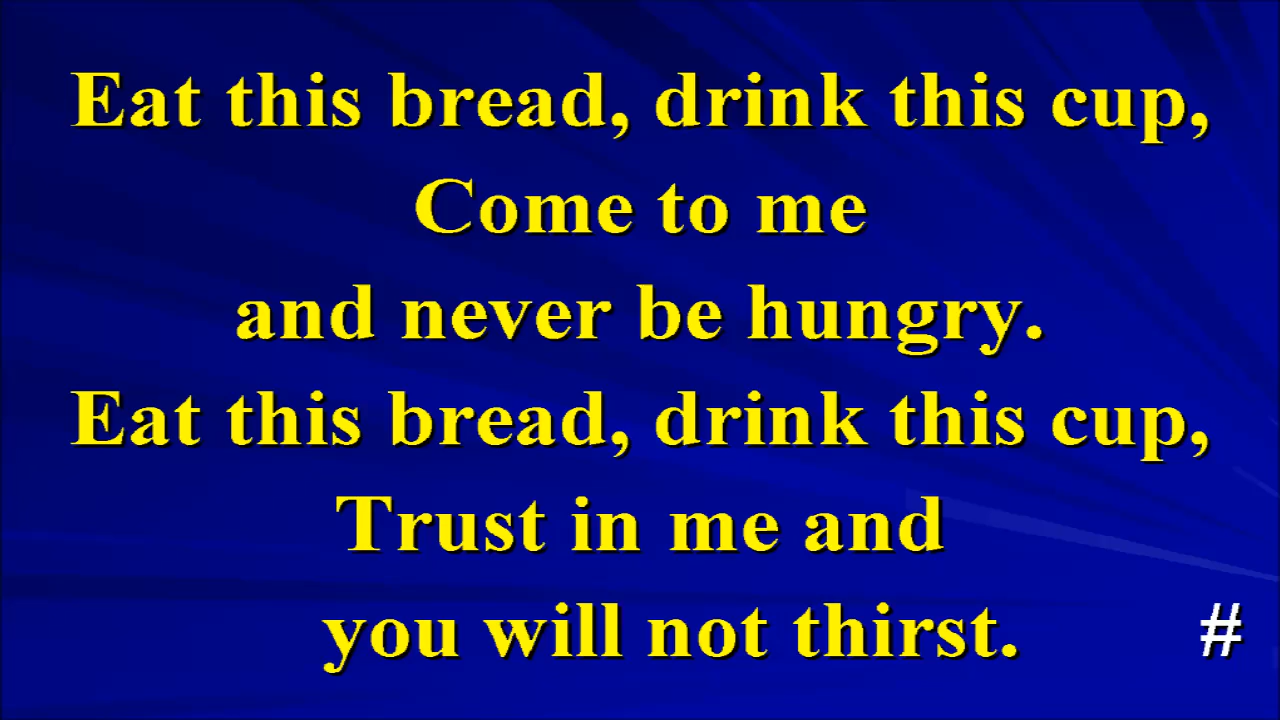 Eat this bread, drink this cup,
Come to me
and never be hungry.
Eat this bread, drink this cup,
Trust in me and
you will not thirst. #